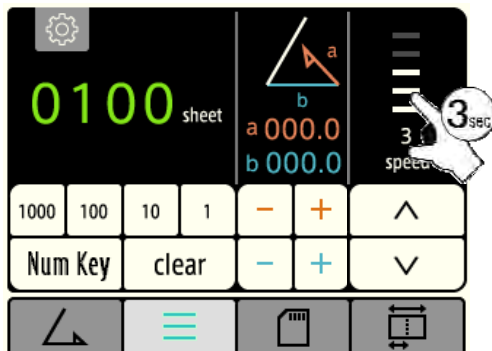 0100 sheet
a
b
a 000.0
b 000.0
3
speed
3sec
1000 100 10 1 - +
Num Key clear - +